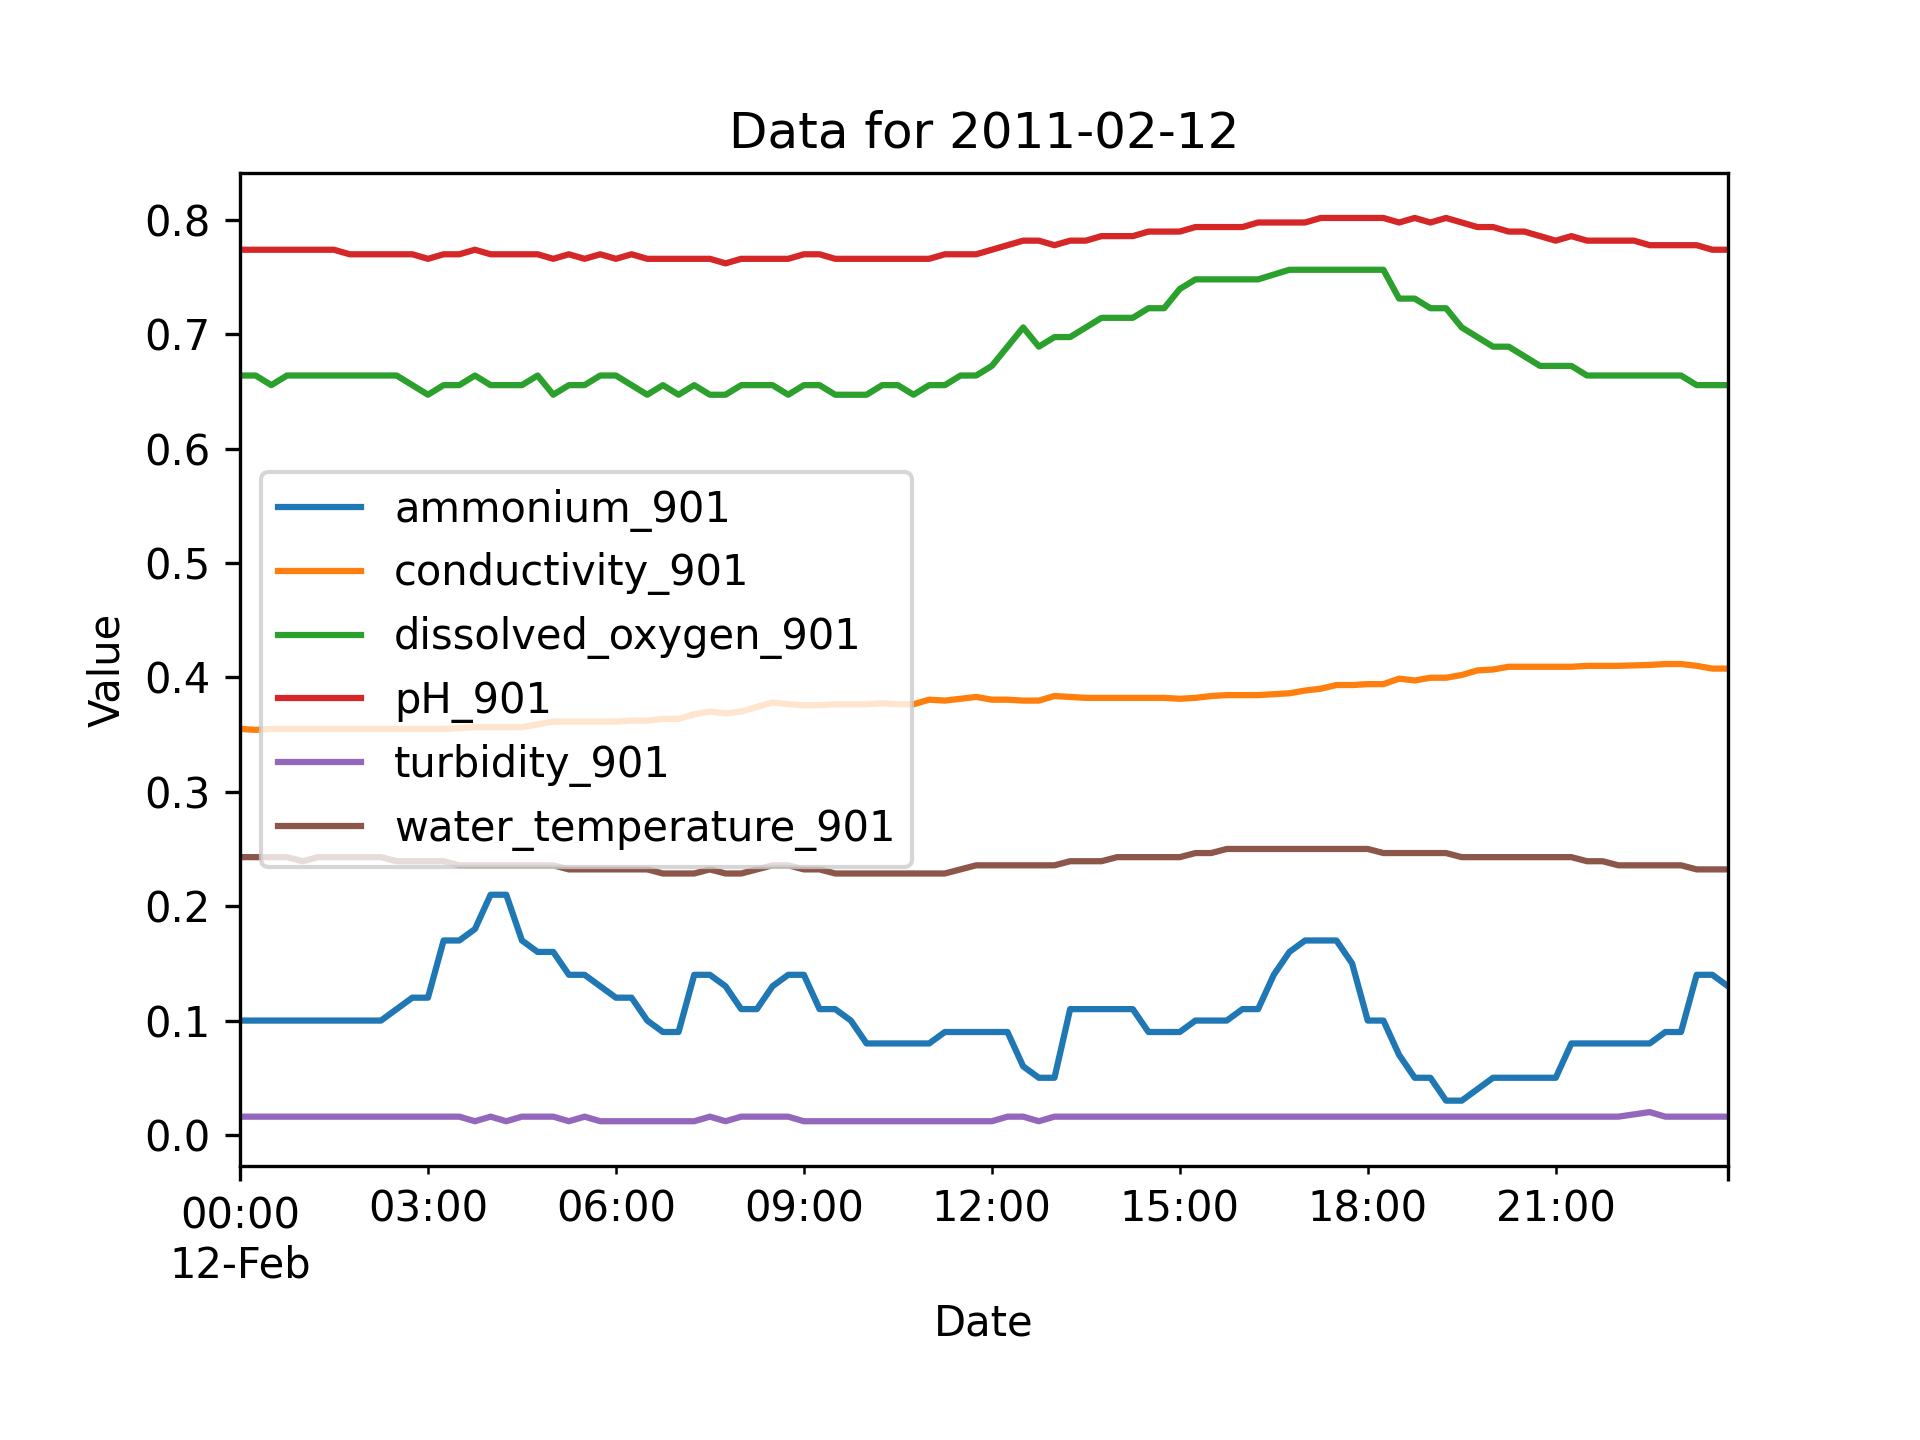 Data for 2011-02-12
Value
0.8
0.7
0.6
0.5
0.4
0.3
0.2
0.1
0.0
ammonium_901
conductivity_901
dissolved_oxygen_901
pH_901
turbidity_901
water_temperature_901
00:00 03:00 06:00 09:00 12:00 15:00 18:00 21:00
12-Feb
Date